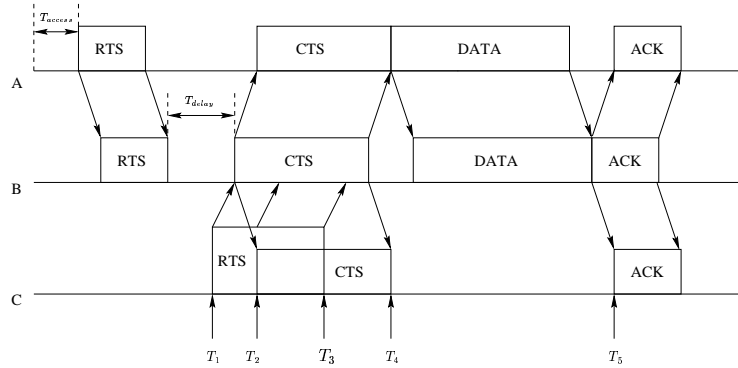 T_access
RTS
CTS
DATA
ACK
A
T_delay
RTS
CTS
DATA
ACK
B
RTS
CTS
ACK
C
T_1
T_2
T_3
T_4
T_5